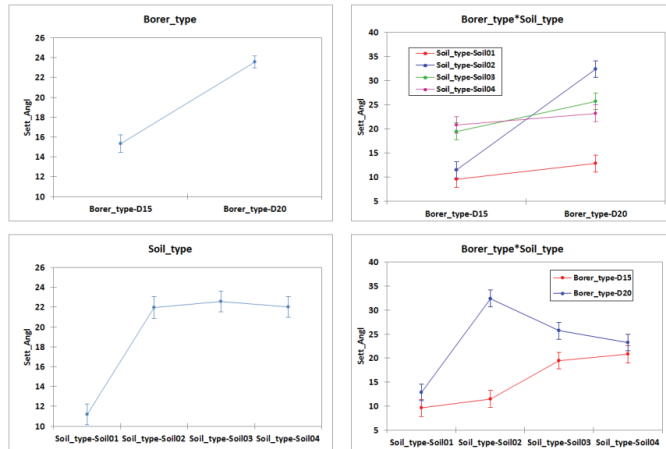 Borer_type
26
24
22
20
18
16
14
12
10
Sett_Angl
Borer_type-D15
Borer_type-D20
Borer_type*Soil_type
40
35
30
25
20
15
10
5
Sett_Angl
Soil_type-Soil01
Soil_type-Soil02
Soil_type-Soil03
Soil_type-Soil04
Borer_type-D15
Borer_type-D20
Soil_type
26
24
22
20
18
16
14
12
10
Sett_Angl
Soil_type-Soil01 Soil_type-Soil02 Soil_type-Soil03 Soil_type-Soil04
Borer_type*Soil_type
40
35
30
25
20
15
10
5
Sett_Angl
Borer_type-D15
Borer_type-D20
Soil_type-Soil01 Soil_type-Soil02 Soil_type-Soil03 Soil_type-Soil04